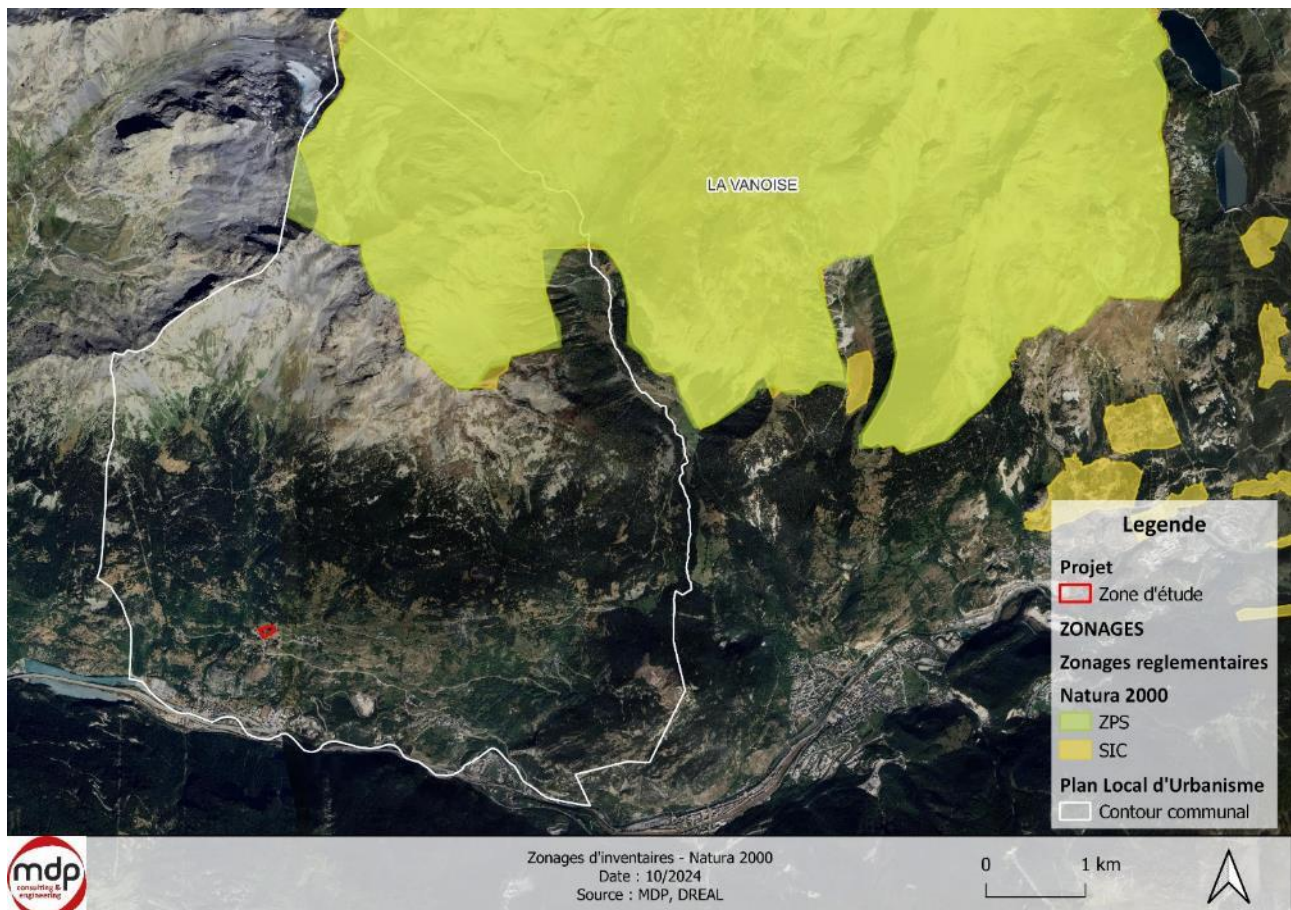 LA VANOISE
Legende
Projet
Zone d'étude
ZONAGES
Zonages reglementaires
Natura 2000
ZPS
SIC
Plan Local d'Urbanisme
Contour communal
mdp
consulting &
engineering
Zonages d'inventaires - Natura 2000
Date : 10/2024
Source : MDP, DREAL
0 1 km